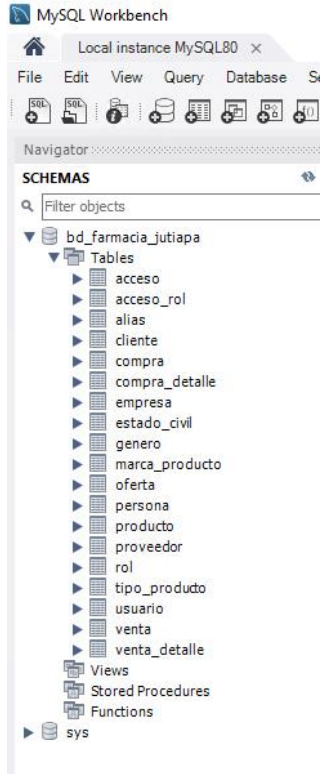 MySQL Workbench
Local instance MySQL80 ×
File Edit View Query Database
Navigator
SCHEMAS
Filter objects
bd_farmacia_jutiapa
Tables
acceso
acceso_rol
alias
cliente
compra
compra_detalle
empresa
estado_civil
genero
marca_producto
oferta
persona
producto
proveedor
rol
tipo_producto
usuario
venta
venta_detalle
Views
Stored Procedures
Functions
sys